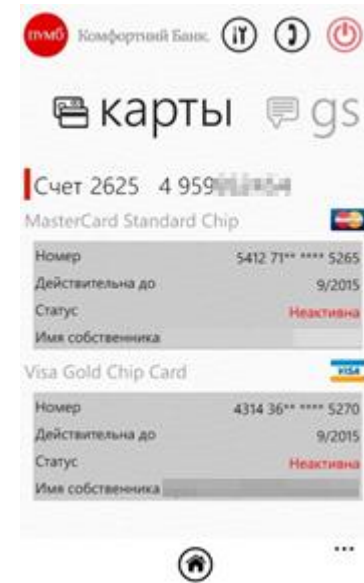 пумб Комфортний Банк.
карты gs
Счет 2625 4 959
MasterCard Standard Chip
Номер 5412 71** **** 5265
Действительна до 9/2015
Статус Неактивна
Имя собственника
Visa Gold Chip Card VISA
Номер 4314 36** **** 5270
Действительна до 9/2015
Статус Неактивна
Имя собственника
...